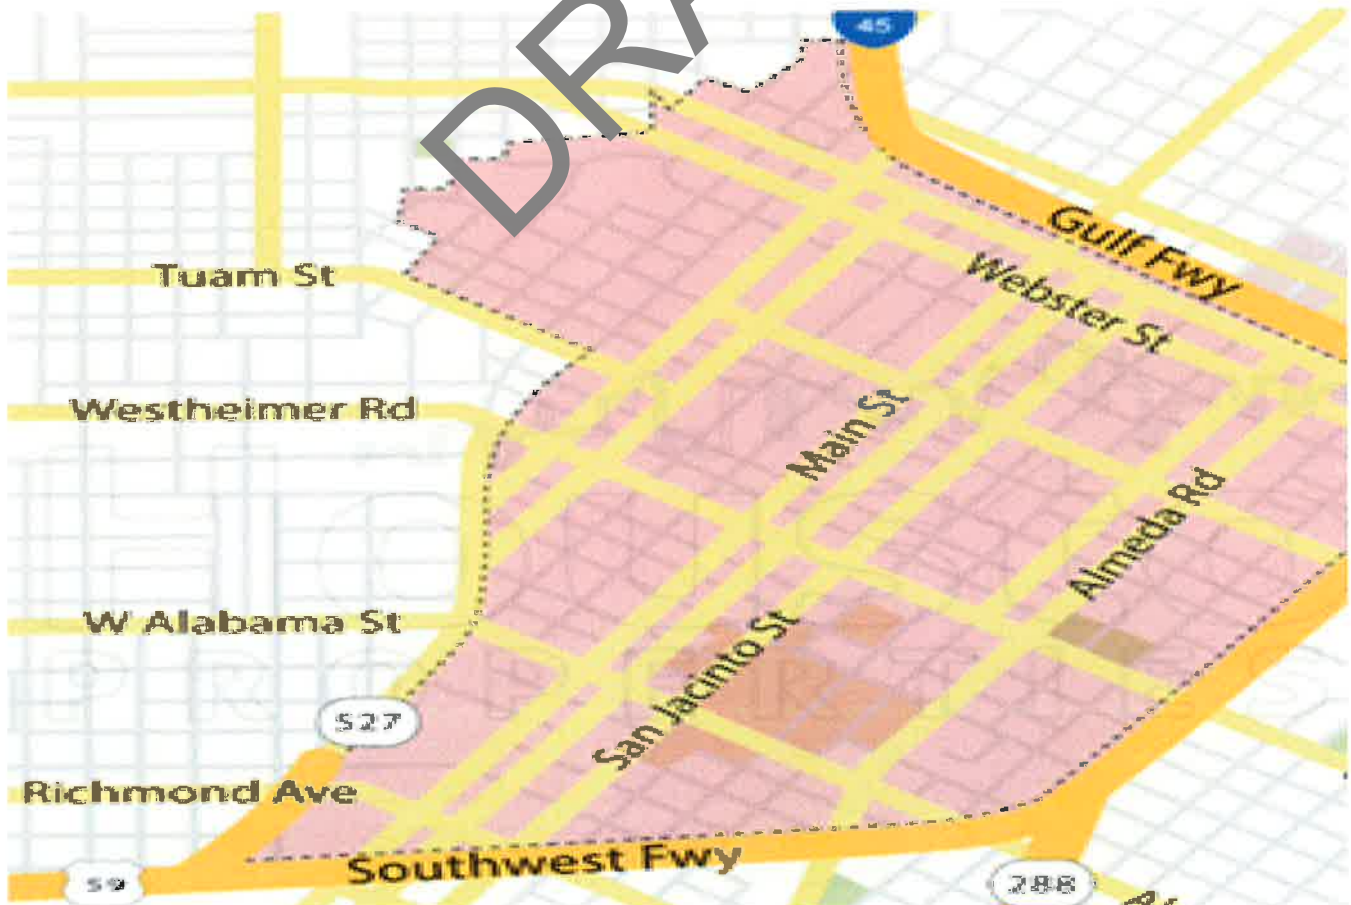 45
DRA
Gulf Fwy
Tuam St
Webster St
Westheimer Rd
Main St
Almeda Rd
W Alabama St
San Jacinto St
527
Richmond Ave
Southwest Fwy
59
288